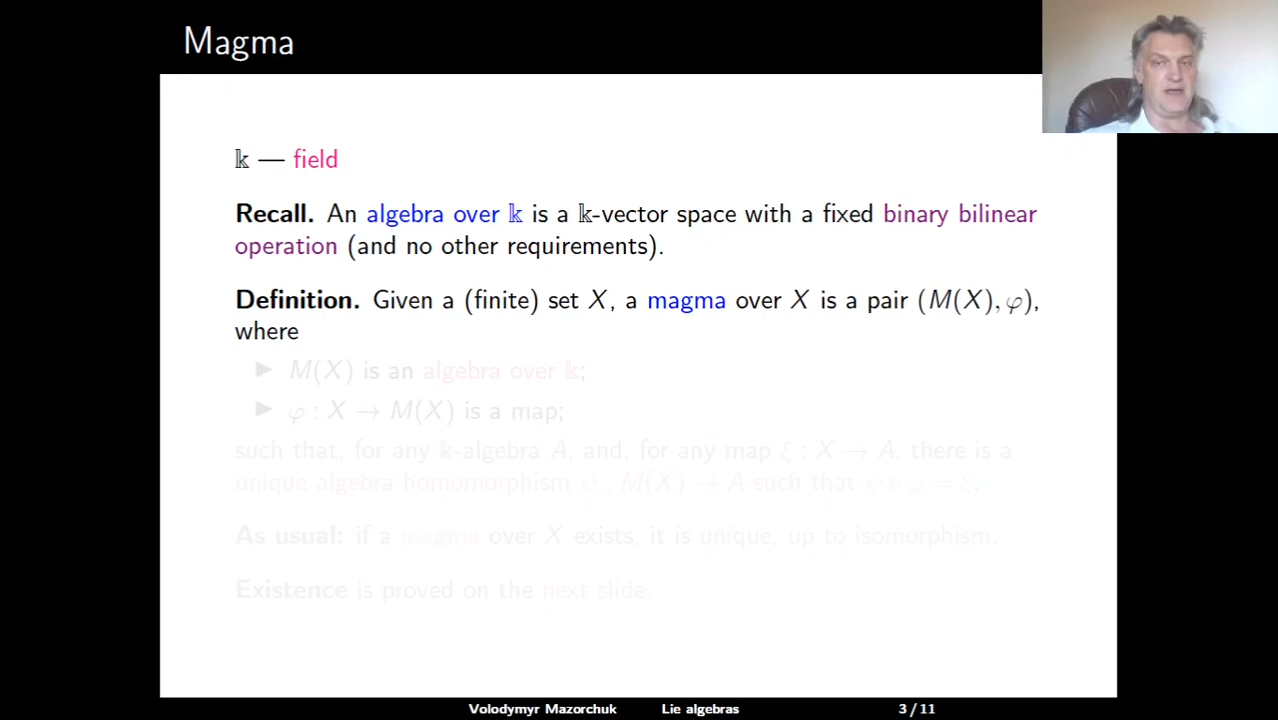 Magma
𝕜 — field
Recall. An algebra over 𝕜 is a 𝕜-vector space with a fixed binary bilinear
operation (and no other requirements).
Definition. Given a (finite) set X, a magma over X is a pair (M(X), φ),
where
▶ M(X) is an algebra over 𝕜;
▶ φ : X → M(X) is a map;
such that, for any 𝕜-algebra A, and, for any map ξ : X → A, there is a
unique algebra homomorphism ψ : M(X) → A such that ψ ∘ φ = ξ.
As usual: if a magma over X exists, it is unique, up to isomorphism.
Existence is proved on the next slide.
Volodymyr Mazorchuk Lie algebras 3 / 11